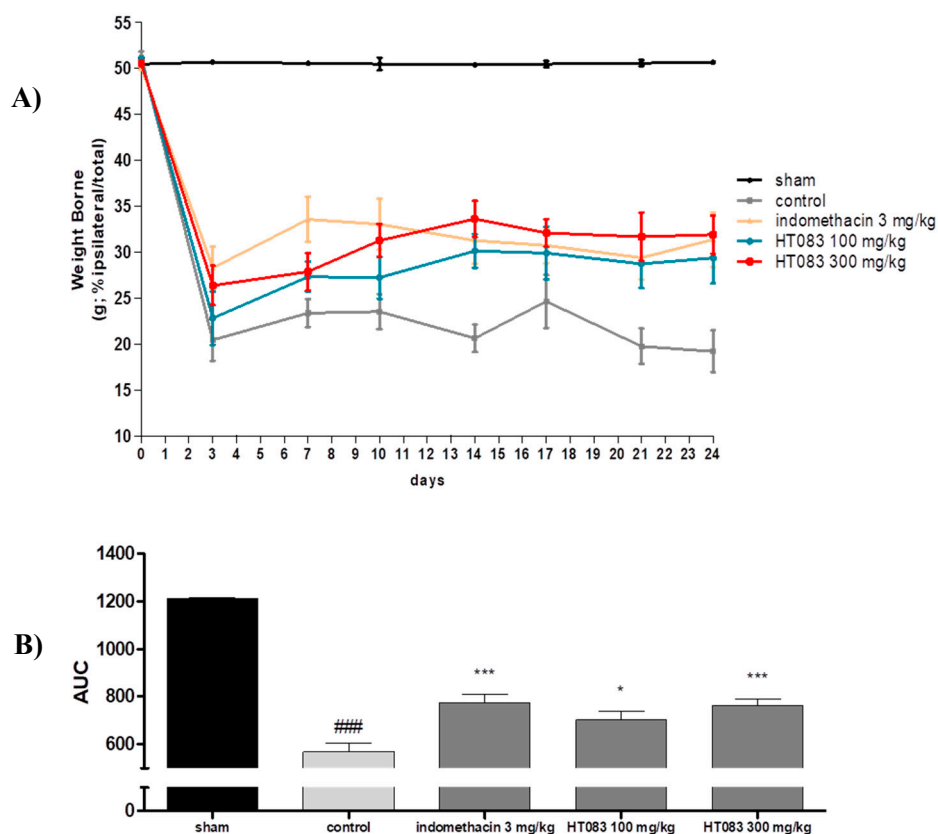 A)
Weight Borne
(g; %ipsilateral/total)
55
50
45
40
35
30
25
20
15
10
0 1 2 3 4 5 6 7 8 9 10 11 12 13 14 15 16 17 18 19 20 21 22 23 24
days
sham
control
indomethacin 3 mg/kg
HT083 100 mg/kg
HT083 300 mg/kg
B)
AUC
1400
1200
1000
800
600
0
###
***
*
***
sham control indomethacin 3 mg/kg HT083 100 mg/kg HT083 300 mg/kg